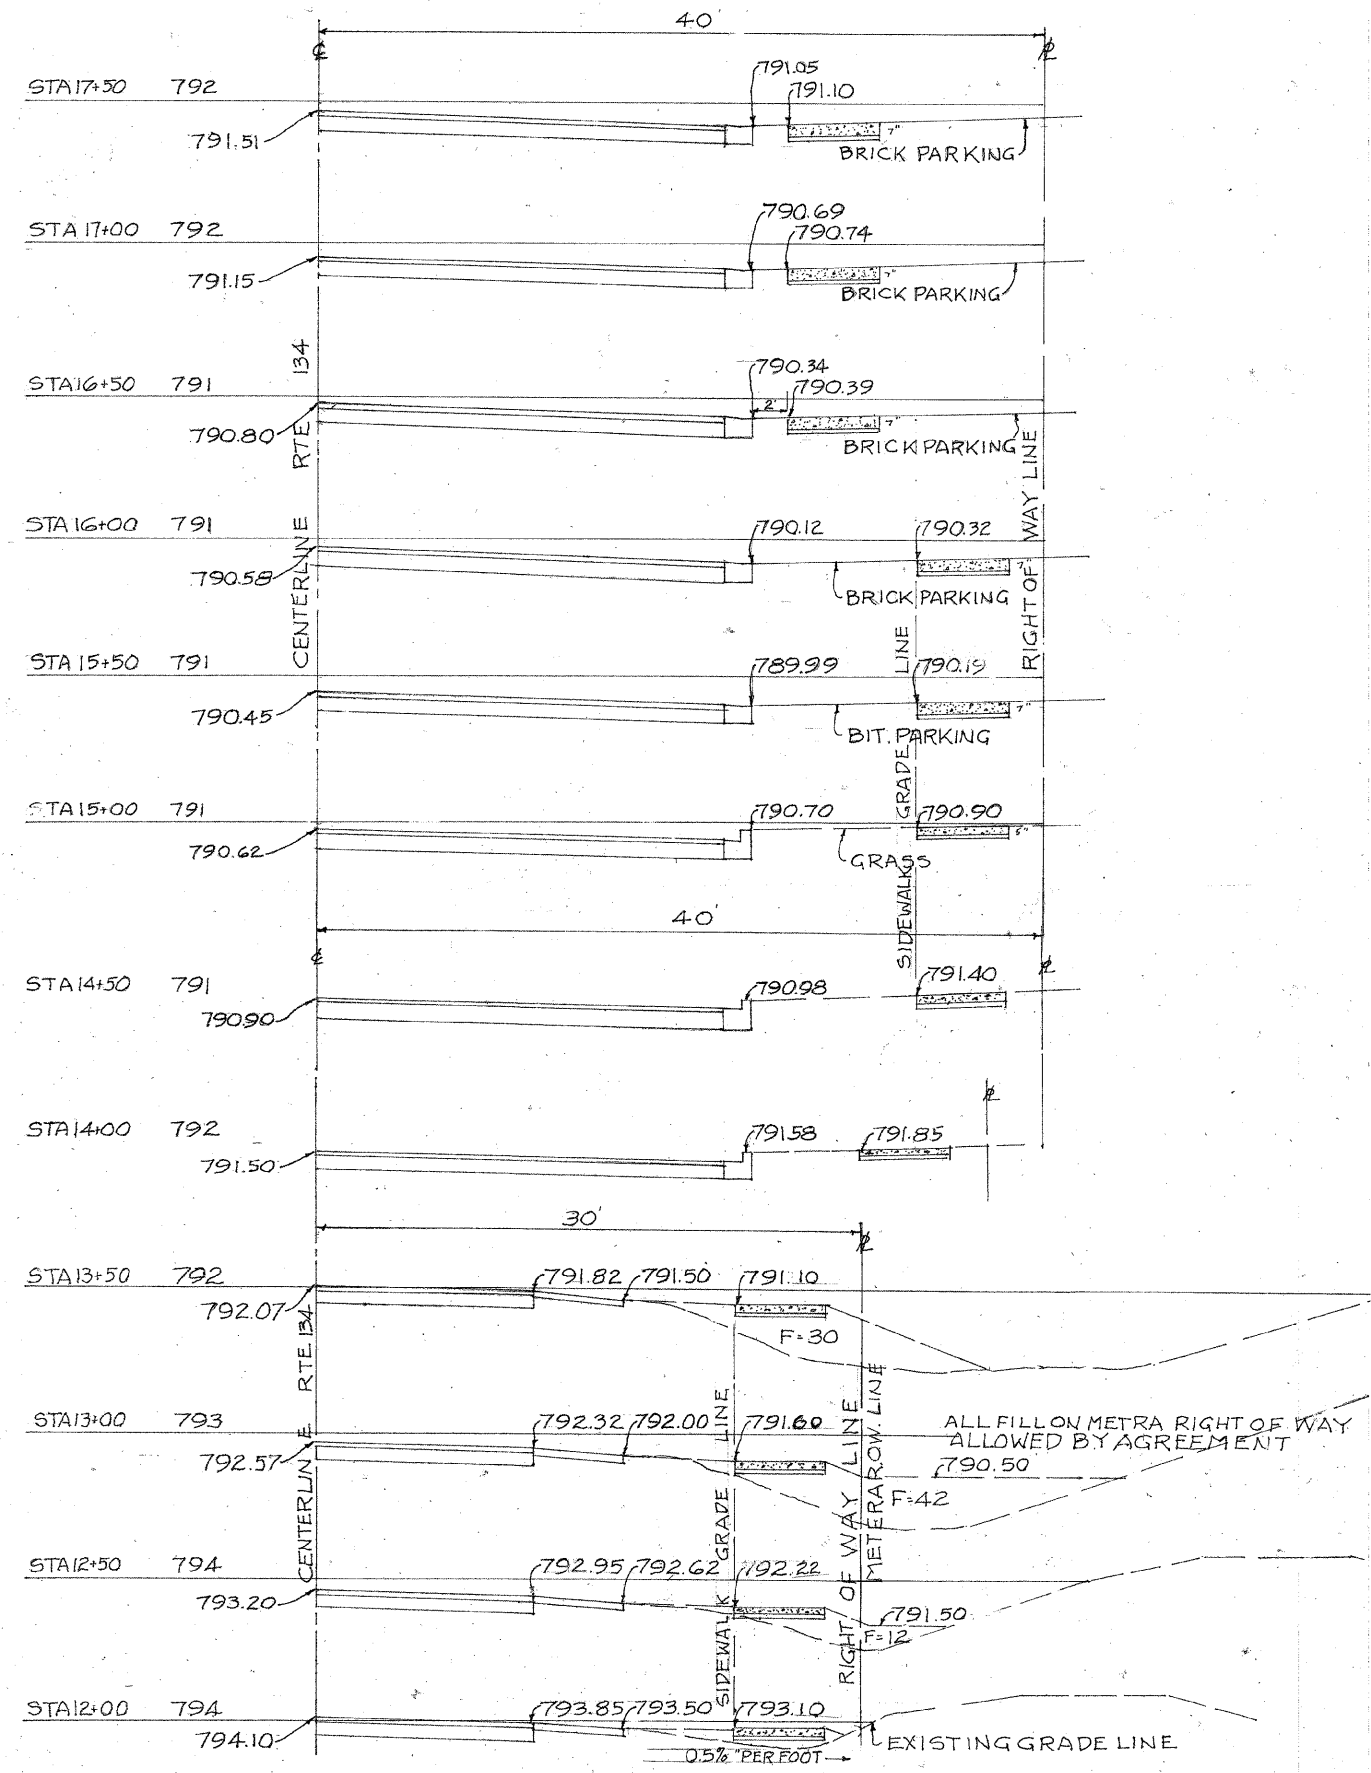 40'
℄
PL
STA 17+50 792
791.05
791.10
791.51
7"
BRICK PARKING
STA 17+00 792
790.69
790.74
791.15
7"
BRICK PARKING
RTE 134
STA 16+50 791
790.34
790.39
2'
790.80
7"
BRICK PARKING
CENTERLINE
RIGHT OF WAY LINE
STA 16+00 791
790.12
790.32
790.58
7"
BRICK PARKING
SIDEWALK GRADE LINE
STA 15+50 791
789.99
790.19
790.45
7"
BIT. PARKING
STA 15+00 791
790.70
790.90
790.62
5"
GRASS
40'
℄
PL
STA 14+50 791
790.98
791.40
790.90
PL
STA 14+00 792
791.58
791.85
791.50
30'
PL
STA 13+50 792
791.82
791.50
791.10
792.07
F=30
CENTERLINE RTE 134
SIDEWALK GRADE LINE
RIGHT OF WAY LINE
METERA R.O.W. LINE
STA 13+00 793
792.32
792.00
791.60
ALL FILL ON METRA RIGHT OF WAY
ALLOWED BY AGREEMENT
792.57
790.50
F=42
STA 12+50 794
792.95
792.62
792.22
793.20
791.50
F=12
STA 12+00 794
793.85
793.50
793.10
794.10
EXISTING GRADE LINE
0.5% "PER FOOT